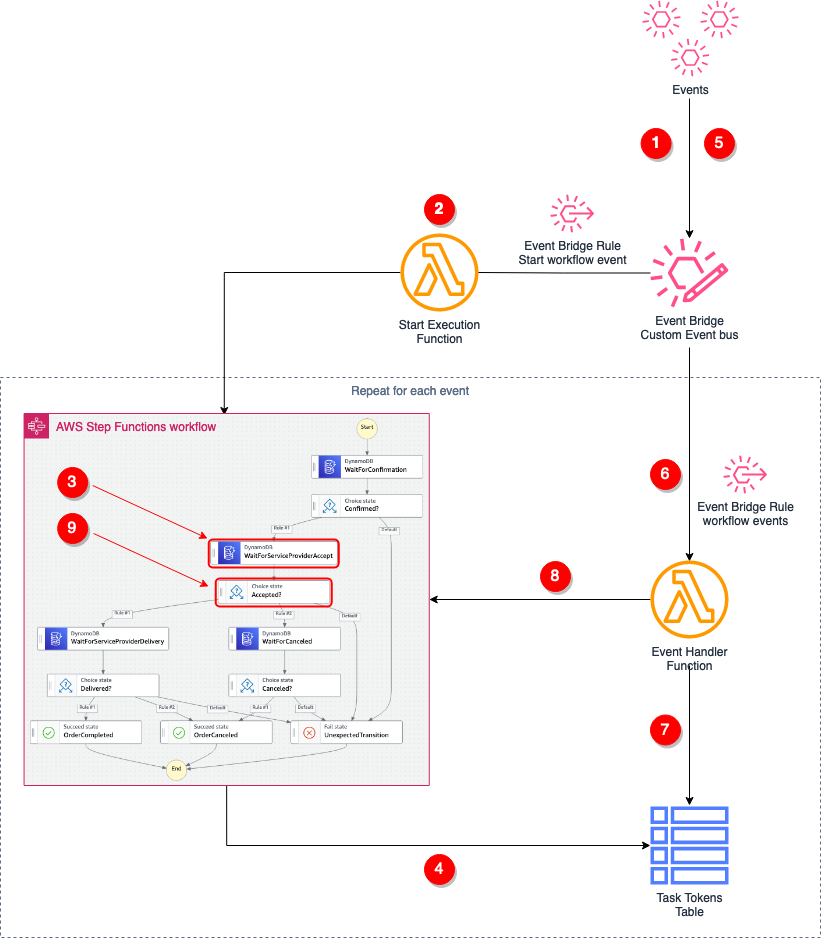 Events
1
5
2
Event Bridge Rule
Start workflow event
Start Execution
Function
Event Bridge
Custom Event bus
Repeat for each event
AWS Step Functions workflow
Start
DynamoDB
WaitForConfirmation
3
6
Choice state
Confirmed?
Event Bridge Rule
workflow events
9
Rule #1
Default
DynamoDB
WaitForServiceProviderAccept
8
Choice state
Accepted?
Rule #1
Rule #2
Default
DynamoDB
WaitForServiceProviderDelivery
DynamoDB
WaitForCanceled
Event Handler
Function
Choice state
Delivered?
Choice state
Canceled?
Rule #1
Rule #2
Default
Rule #1
Default
Succeed state
OrderCompleted
Succeed state
OrderCanceled
Fail state
UnexpectedTransition
7
End
4
Task Tokens
Table